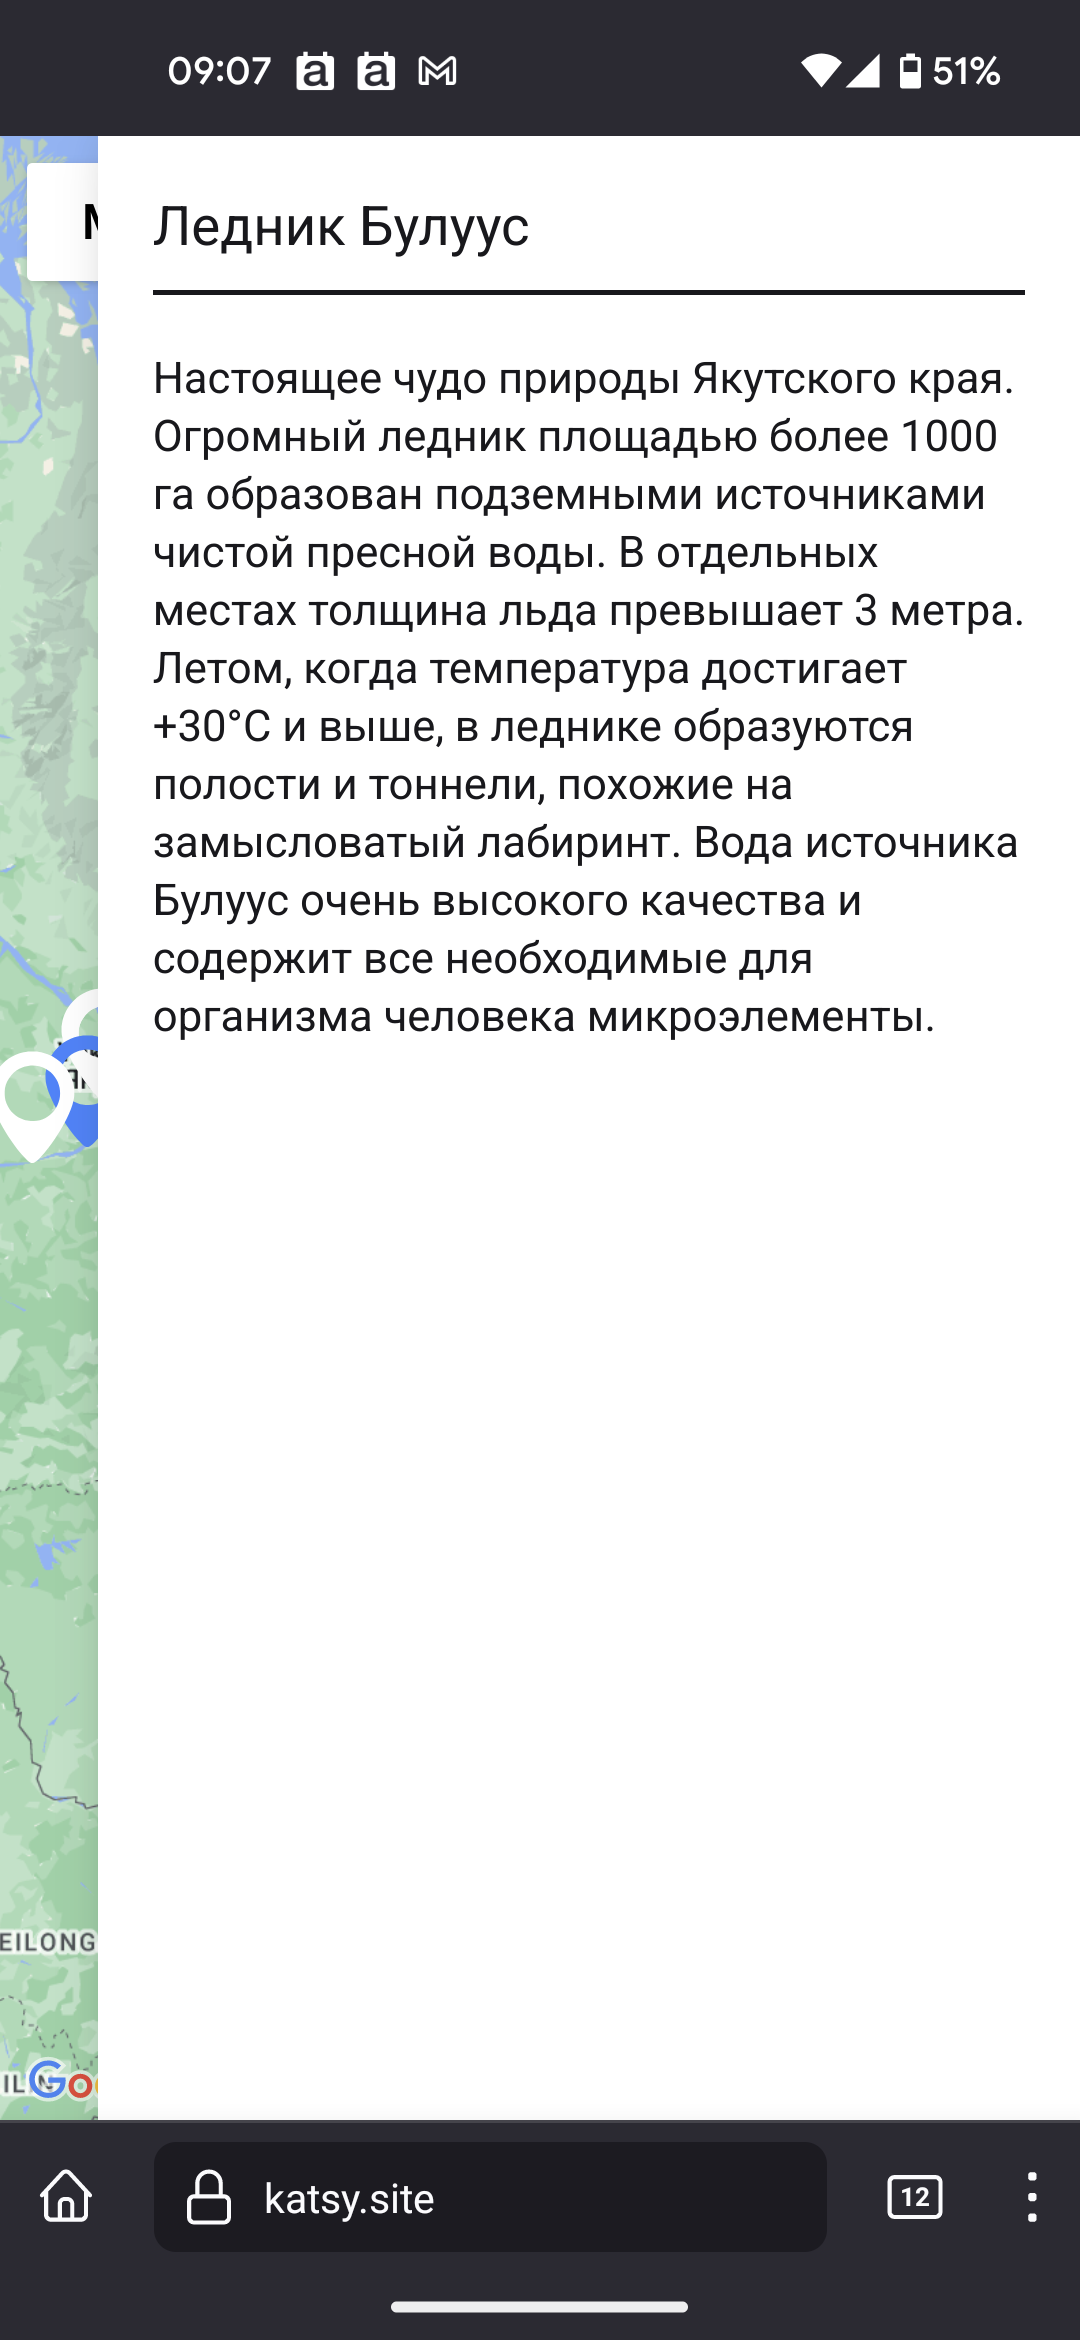 09:07
51%
Ледник Булуус
Настоящее чудо природы Якутского края.
Огромный ледник площадью более 1000
га образован подземными источниками
чистой пресной воды. В отдельных
местах толщина льда превышает 3 метра.
Летом, когда температура достигает
+30°C и выше, в леднике образуются
полости и тоннели, похожие на
замысловатый лабиринт. Вода источника
Булуус очень высокого качества и
содержит все необходимые для
организма человека микроэлементы.
EILONG
katsy.site
12